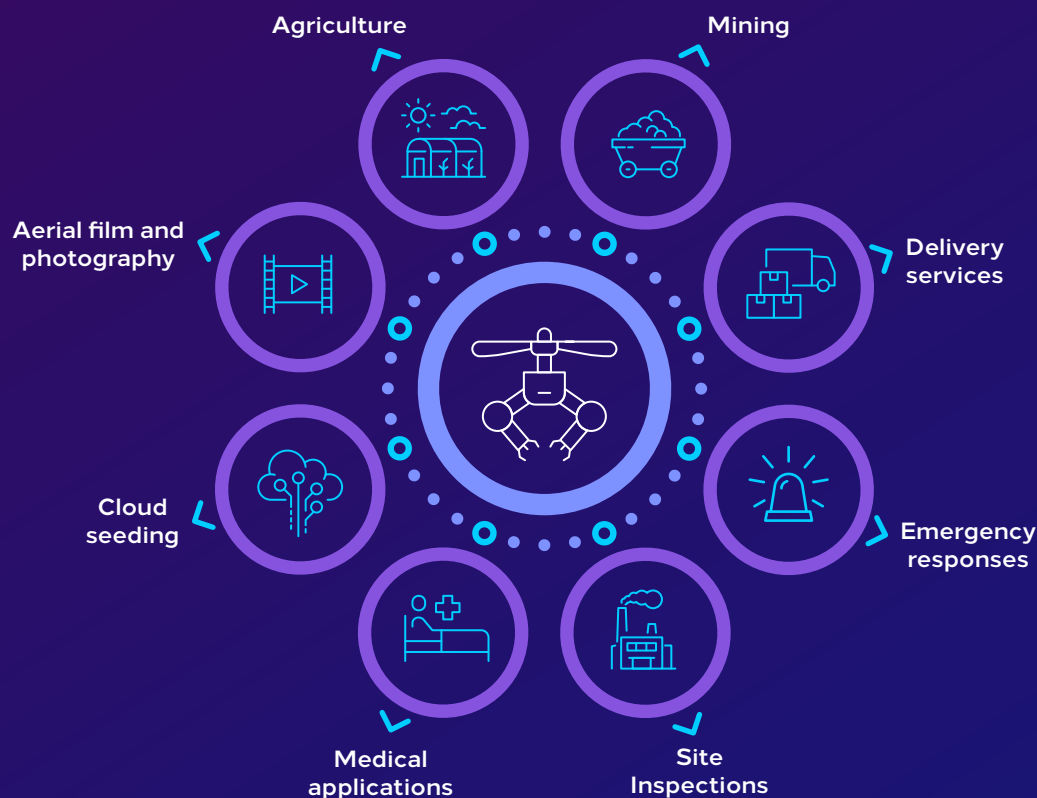 Agriculture
Mining
Aerial film and
photography
Delivery
services
Cloud
seeding
Emergency
responses
Medical
applications
Site
Inspections